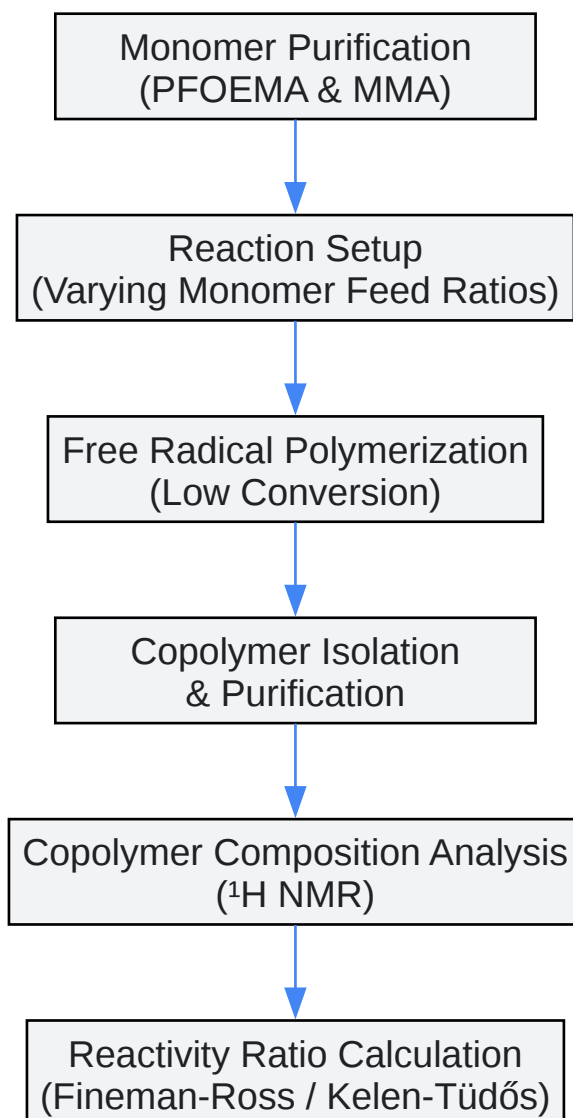 Monomer Purification
(PFOEMA & MMA)
Reaction Setup
(Varying Monomer Feed Ratios)
Free Radical Polymerization
(Low Conversion)
Copolymer Isolation
& Purification
Copolymer Composition Analysis
(¹H NMR)
Reactivity Ratio Calculation
(Fineman-Ross / Kelen-Tüdős)